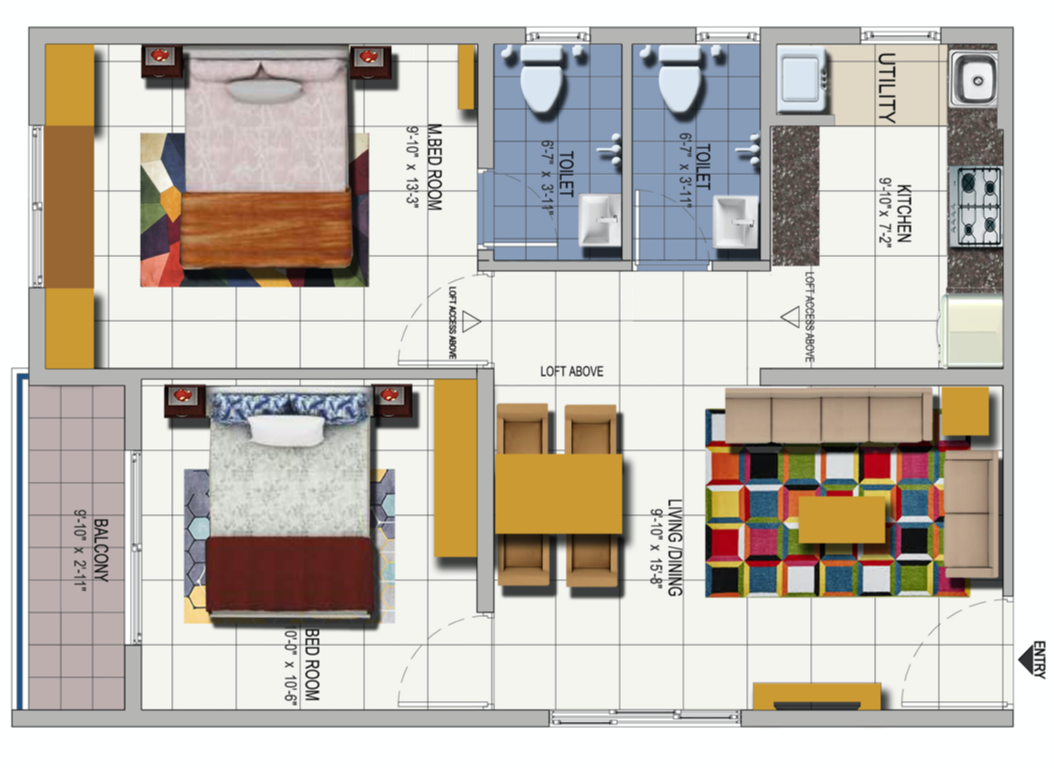 M.BED ROOM
9'-10" x 13'-3"
TOILET
6'-7" x 3'-11"
TOILET
6'-7" x 3'-11"
UTILITY
KITCHEN
9'-10"x 7'-2"
LOFT ACCESS ABOVE
LOFT ACCESS ABOVE
LOFT ABOVE
BALCONY
9'-10" x 2'-11"
BED ROOM
10'-0" x 10'-6"
LIVING /DINING
9'-10" x 15'-8"
ENTRY